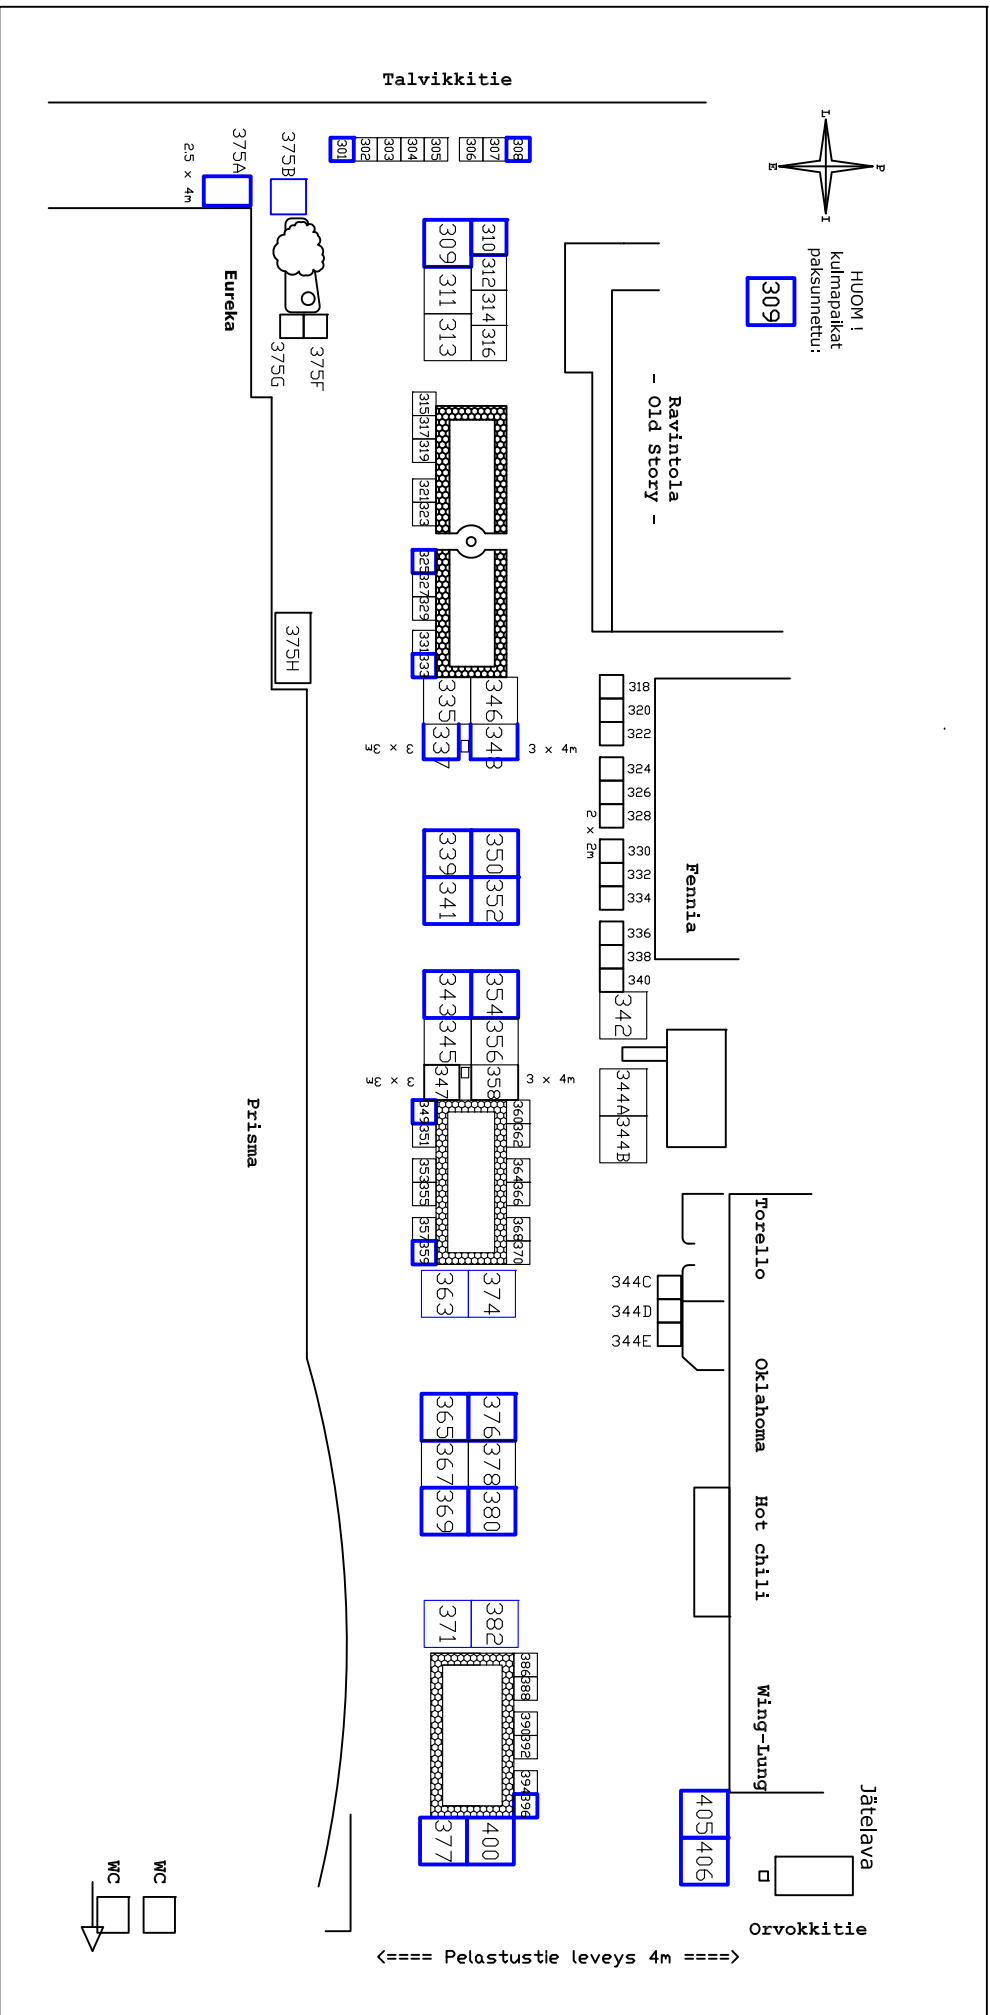 Talvikkitie
L
P
E
I
HUOM !
kulmapaikat
paksunnettu:
309
301
302
303
304
305
306
307
308
375A
375B
2.5 x 4m
Eureka
375G
375F
309
310
311
312
313
314
316
Ravintola
- Old Story -
315
317
319
321
323
325
327
329
331
333
375H
335
346
337
348
3 x 3m
3 x 4m
318
320
322
324
326
328
2 x 2m
330
332
334
336
338
340
342
Fennia
339
350
341
352
343
354
345
356
347
358
3 x 3m
3 x 4m
344A
344B
Prisma
349
351
353
355
357
359
360
362
364
366
368
370
363
374
Torello
344C
344D
344E
Oklahoma
365
376
367
378
369
380
Hot chili
371
382
386
388
390
392
394
396
Wing-Lung
377
400
405
406
Jätelava
WC
WC
Orvokkitie
<==== Pelastustie leveys 4m ====>